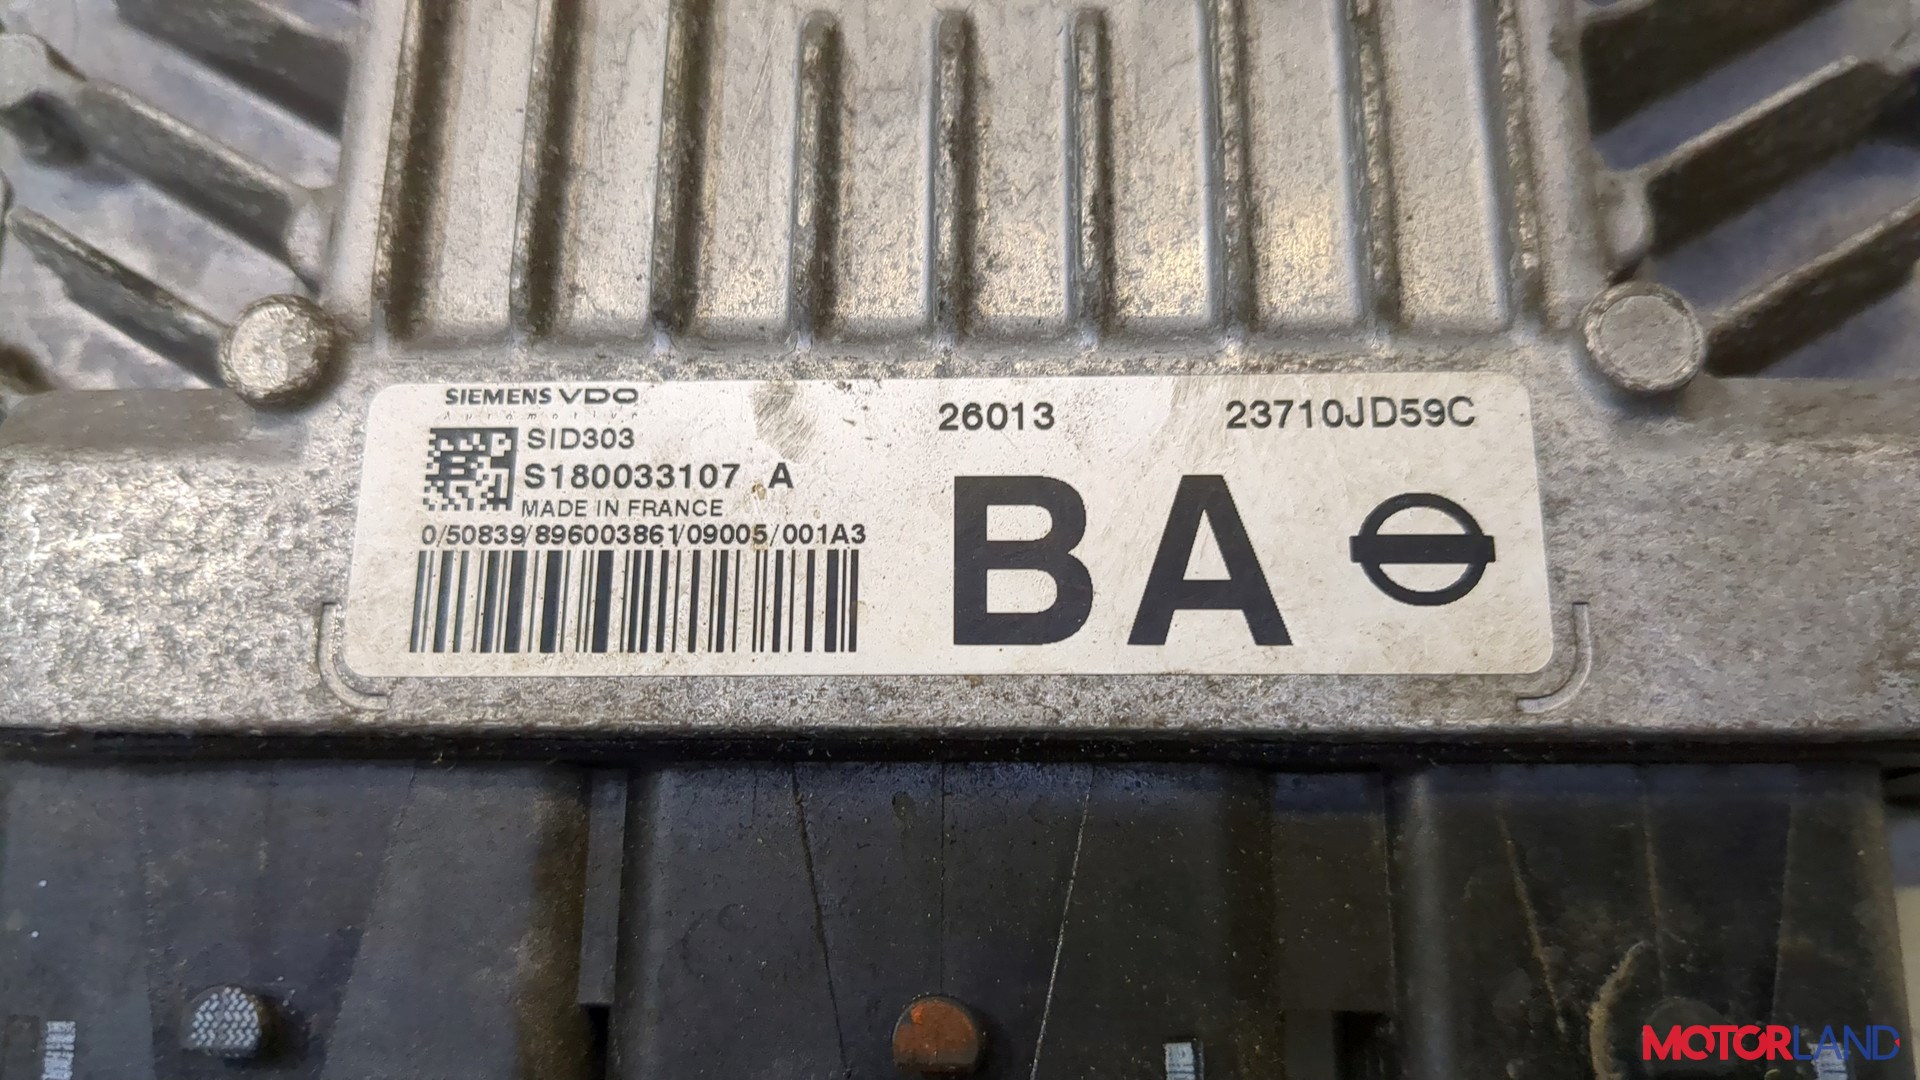 SIEMENS VDO
Automotive
SID303
S180033107 A
MADE IN FRANCE
0/50839/896003861/09005/001A3
26013
23710JD59C
BA
MOTORLAND